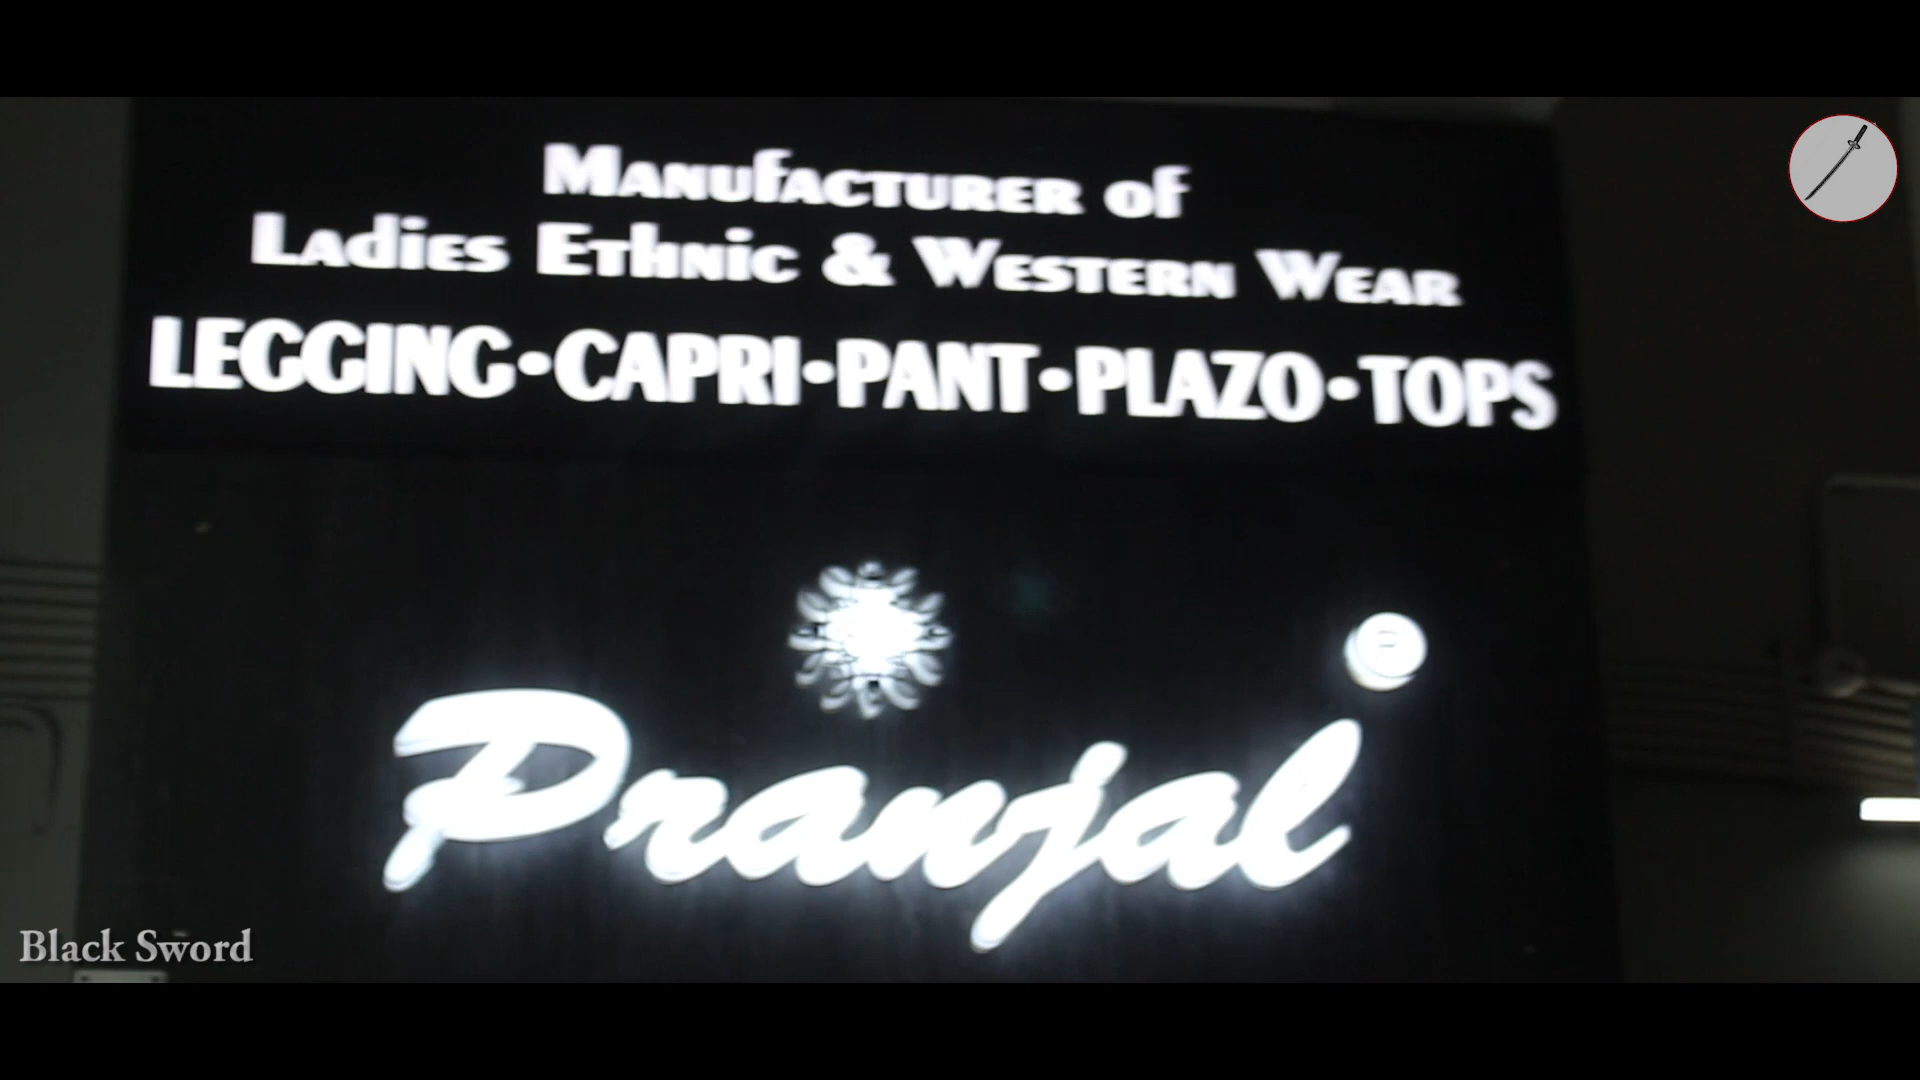 Manufacturer of
Ladies Ethnic & Western Wear
LEGGING•CAPRI•PANT•PLAZO•TOPS
R
Pranjal
Black Sword